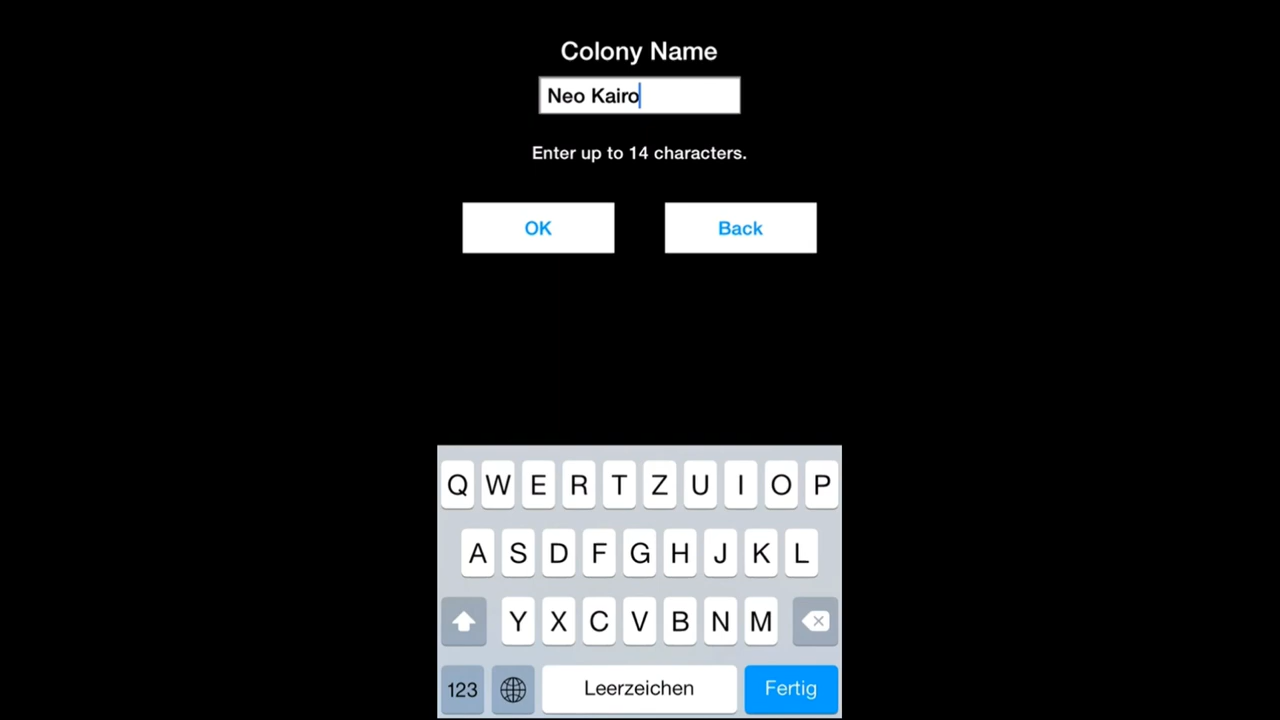 Colony Name
Neo Kairo
Enter up to 14 characters.
OK Back
Q W E R T Z U I O P
A S D F G H J K L
Y X C V B N M
123 Leerzeichen Fertig